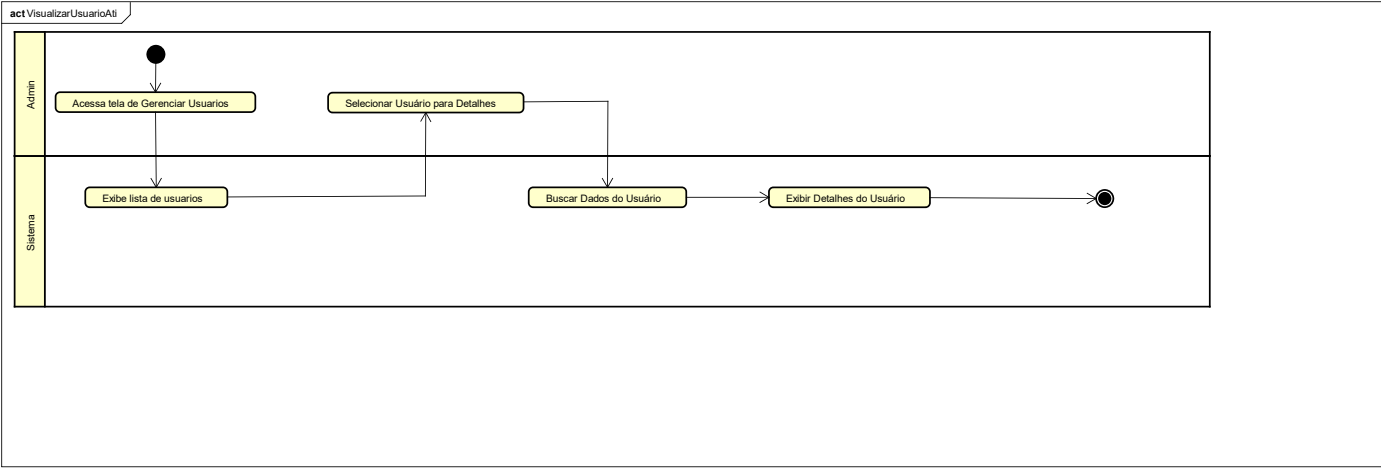 act VisualizarUsuarioAti
Admin
Acessa tela de Gerenciar Usuarios
Selecionar Usuário para Detalhes
Sistema
Exibe lista de usuarios
Buscar Dados do Usuário
Exibir Detalhes do Usuário